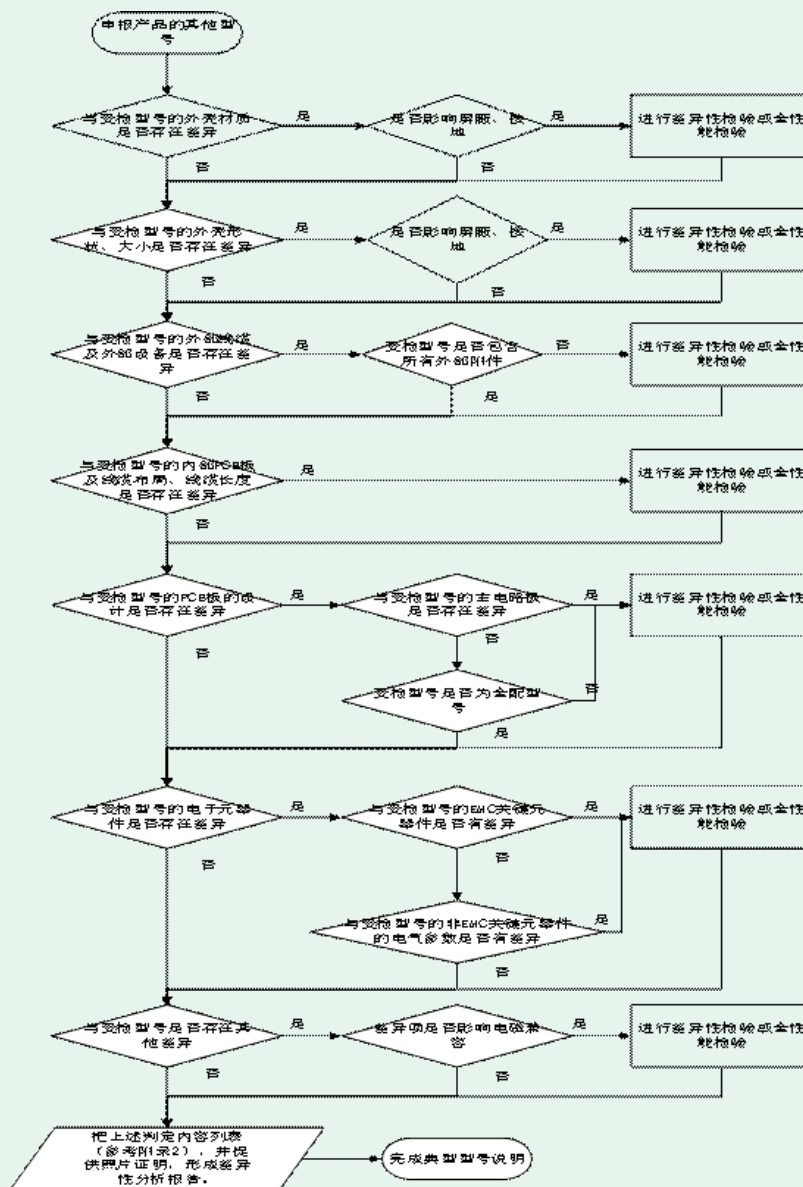 申报产品的其他型
号
与受检型号的外壳材质
是否存在差异
是
是否影响屏蔽、接
地
是
进行差异性检验或全性
能检验
否
否
与受检型号的外壳形
状、大小是否存在差异
是
是否影响屏蔽、接
地
是
进行差异性检验或全性
能检验
否
否
与受检型号的外部线缆
及外部设备是否存在差
异
是
受检型号是否包含
所有外部附件
否
进行差异性检验或全性
能检验
否
是
与受检型号的内部PCB板
及线缆布局、线缆长度
是否存在差异
是
进行差异性检验或全性
能检验
否
与受检型号的PCB板的设
计是否存在差异
是
与受检型号的主电路板
是否存在差异
是
进行差异性检验或全性
能检验
否
否
受检型号是否为全配型
号
否
是
与受检型号的电子元器
件是否存在差异
是
与受检型号的EMC关键元
器件是否有差异
是
进行差异性检验或全性
能检验
否
否
与受检型号的非EMC关键元器件
的电气参数是否有差异
是
否
与受检型号是否存在其
他差异
是
差异项是否影响电磁兼
容
是
进行差异性检验或全性
能检验
否
否
把上述判定内容列表
（参考附录2），并提
供照片证明，形成差异
性分析报告。
完成典型型号说明